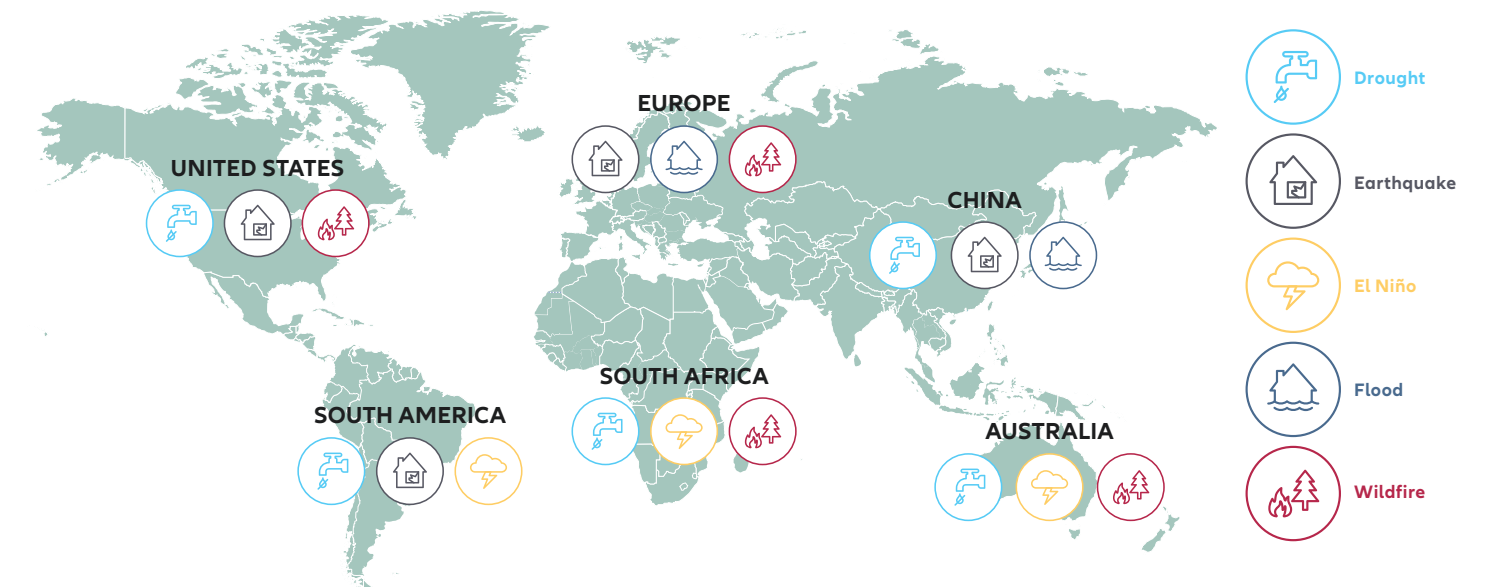 EUROPE
UNITED STATES
CHINA
SOUTH AFRICA
SOUTH AMERICA
AUSTRALIA
Drought
Earthquake
El Niño
Flood
Wildfire